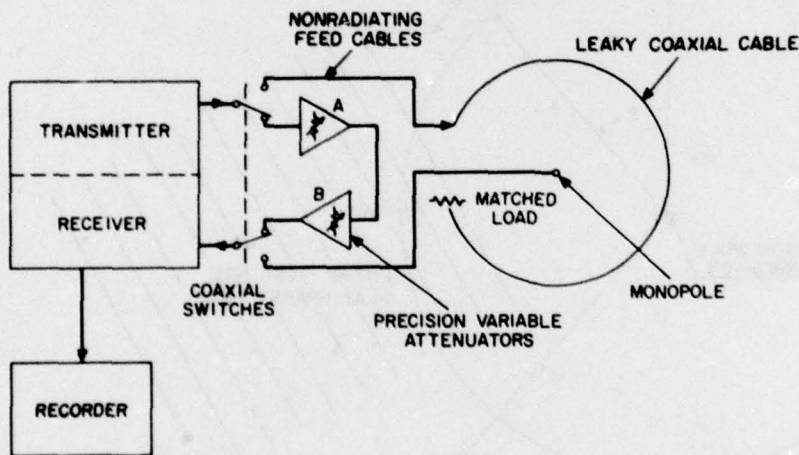 NONRADIATING
FEED CABLES
LEAKY COAXIAL CABLE
TRANSMITTER
A
RECEIVER
B
MATCHED
LOAD
COAXIAL
SWITCHES
MONOPOLE
PRECISION VARIABLE
ATTENUATORS
RECORDER